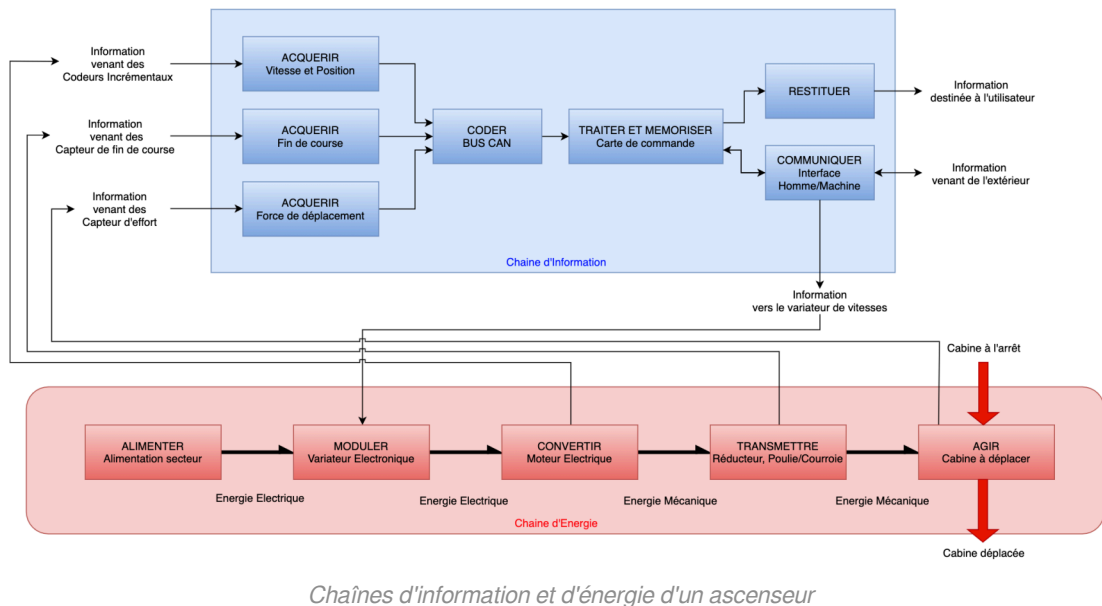 Information
venant des
Codeurs Incrémentaux
ACQUERIR
Vitesse et Position
RESTITUER
Information
destinée à l'utilisateur
Information
venant des
Capteur de fin de course
ACQUERIR
Fin de course
CODER
BUS CAN
TRAITER ET MEMORISER
Carte de commande
COMMUNIQUER
Interface
Homme/Machine
Information
venant de l'extérieur
Information
venant des
Capteur d'effort
ACQUERIR
Force de déplacement
Chaine d'Information
Information
vers le variateur de vitesses
Cabine à l'arrêt
ALIMENTER
Alimentation secteur
MODULER
Variateur Electronique
CONVERTIR
Moteur Electrique
TRANSMETTRE
Réducteur, Poulie/Courroie
AGIR
Cabine à déplacer
Energie Electrique
Energie Electrique
Energie Mécanique
Energie Mécanique
Chaine d'Energie
Cabine déplacée
Chaînes d'information et d'énergie d'un ascenseur